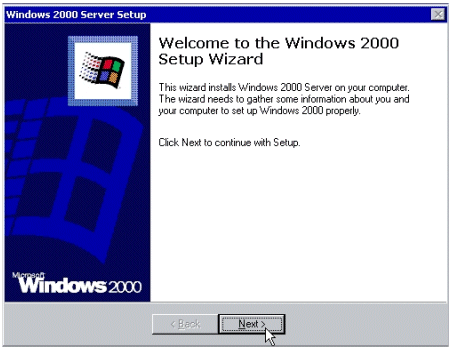 Windows 2000 Server Setup
Welcome to the Windows 2000
Setup Wizard
This wizard installs Windows 2000 Server on your computer.
The wizard needs to gather some information about you and
your computer to set up Windows 2000 properly.
Click Next to continue with Setup.
Microsoft
Windows 2000
< Back
Next >